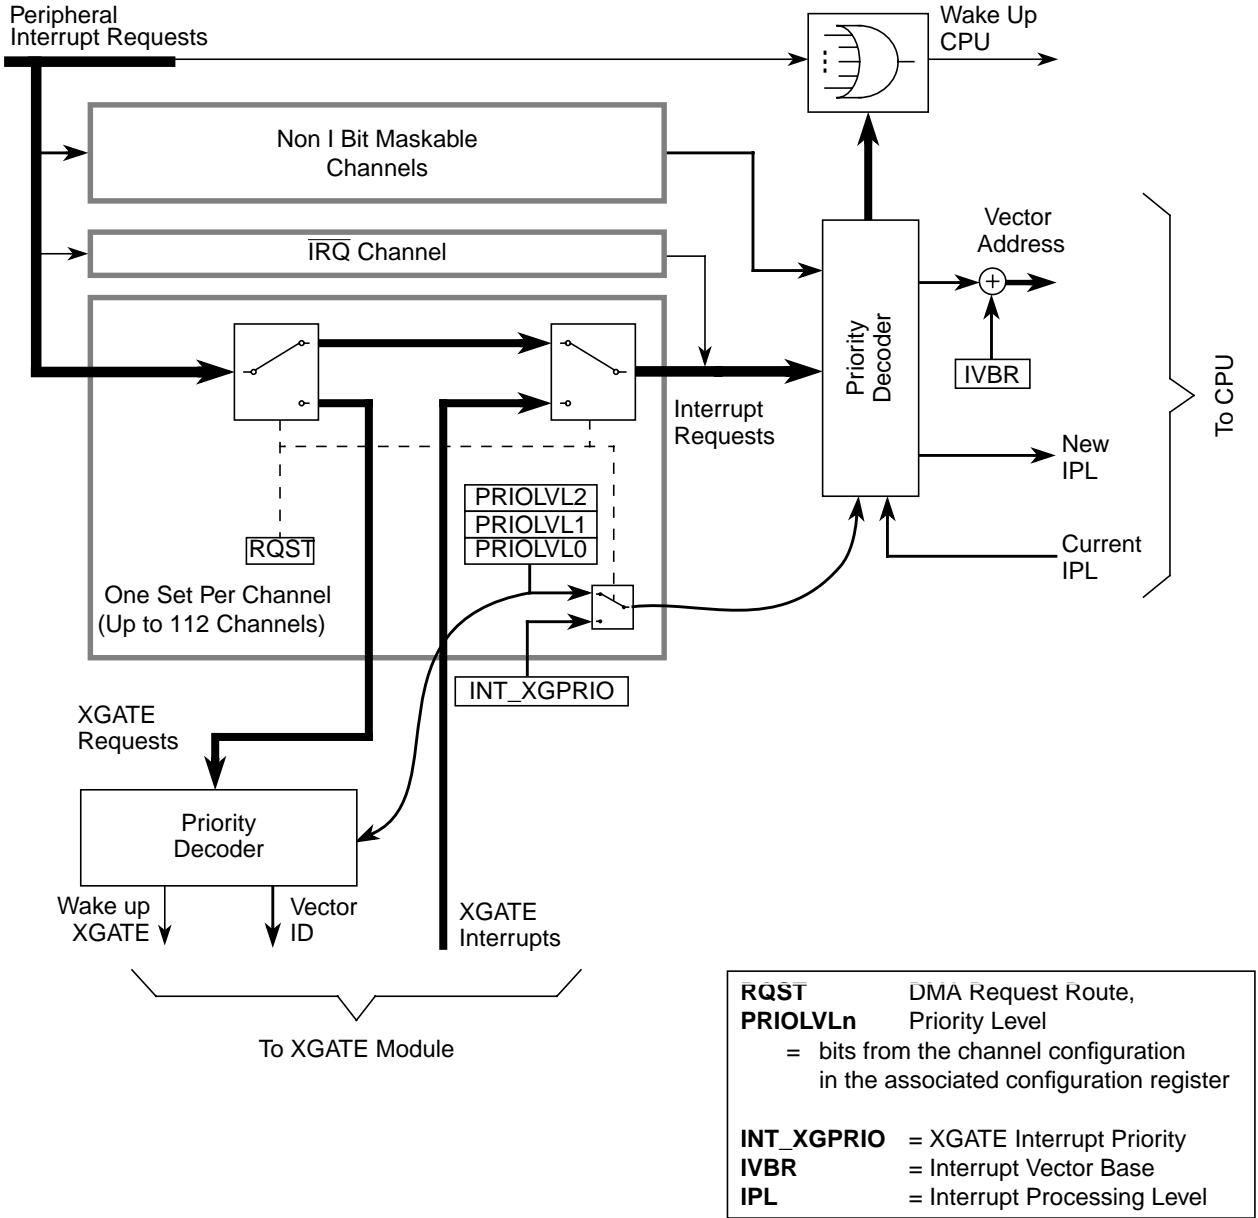 Peripheral
Interrupt Requests
Wake Up
CPU
Non I Bit Maskable
Channels
IRQ Channel
Vector
Address
Priority
Decoder
IVBR
To CPU
Interrupt
Requests
New
IPL
PRIOLVL2
PRIOLVL1
PRIOLVL0
RQST
Current
IPL
One Set Per Channel
(Up to 112 Channels)
INT_XGPRIO
XGATE
Requests
Priority
Decoder
Wake up
XGATE
Vector
ID
XGATE
Interrupts
To XGATE Module
RQST DMA Request Route,
PRIOLVLn Priority Level
= bits from the channel configuration
in the associated configuration register
INT_XGPRIO = XGATE Interrupt Priority
IVBR = Interrupt Vector Base
IPL = Interrupt Processing Level